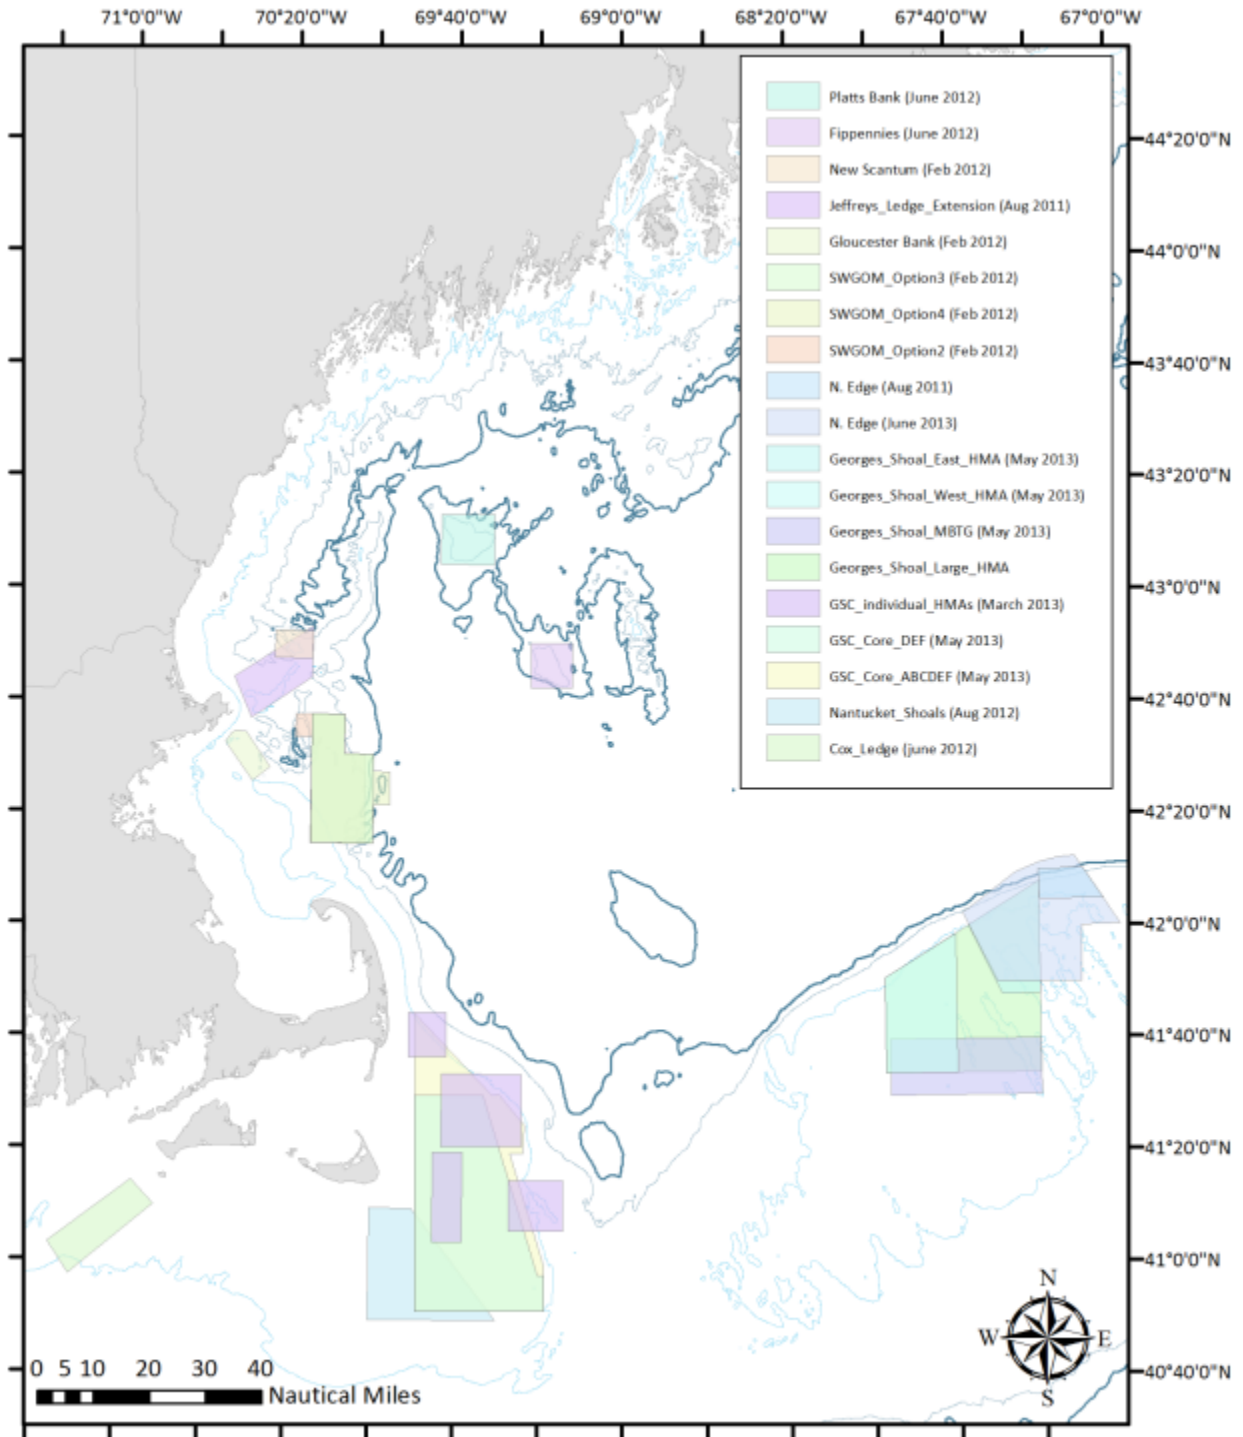 71°0'0"W 70°20'0"W 69°40'0"W 69°0'0"W 68°20'0"W 67°40'0"W 67°0'0"W
Platts Bank (June 2012)
Fippennies (June 2012)
New Scantum (Feb 2012)
Jeffreys_Ledge_Extension (Aug 2011)
Gloucester Bank (Feb 2012)
SWGOM_Option3 (Feb 2012)
SWGOM_Option4 (Feb 2012)
SWGOM_Option2 (Feb 2012)
N. Edge (Aug 2011)
N. Edge (June 2013)
Georges_Shoal_East_HMA (May 2013)
Georges_Shoal_West_HMA (May 2013)
Georges_Shoal_MBTG (May 2013)
Georges_Shoal_Large_HMA
GSC_individual_HMAs (March 2013)
GSC_Core_DEF (May 2013)
GSC_Core_ABCDEF (May 2013)
Nantucket_Shoals (Aug 2012)
Cox_Ledge (june 2012)
44°20'0"N
44°0'0"N
43°40'0"N
43°20'0"N
43°0'0"N
42°40'0"N
42°20'0"N
42°0'0"N
41°40'0"N
41°20'0"N
41°0'0"N
40°40'0"N
N
W E
S
0 5 10 20 30 40
Nautical Miles